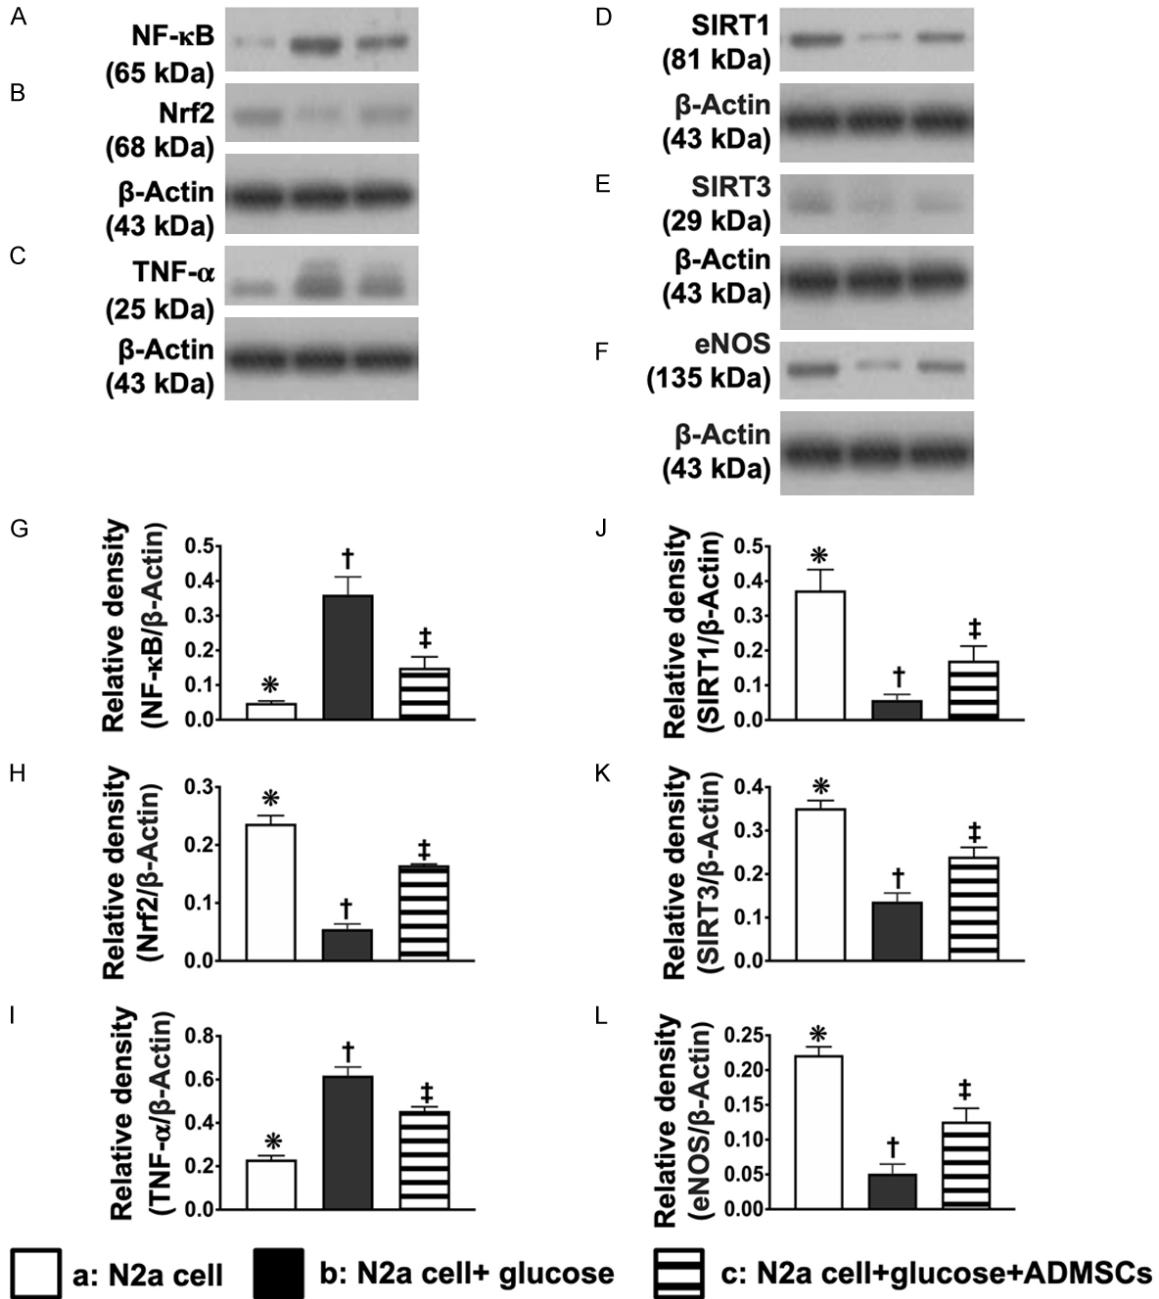 A
NF-κB
(65 kDa)
B
Nrf2
(68 kDa)
β-Actin
(43 kDa)
C
TNF-α
(25 kDa)
β-Actin
(43 kDa)
D
SIRT1
(81 kDa)
β-Actin
(43 kDa)
E
SIRT3
(29 kDa)
β-Actin
(43 kDa)
F
eNOS
(135 kDa)
β-Actin
(43 kDa)
G
Relative density
(NF-κB/β-Actin)
0.5
0.4
0.3
0.2
0.1
0.0
*
†
‡
H
Relative density
(Nrf2/β-Actin)
0.3
0.2
0.1
0.0
*
†
‡
I
Relative density
(TNF-α/β-Actin)
0.8
0.6
0.4
0.2
0.0
*
†
‡
J
Relative density
(SIRT1/β-Actin)
0.5
0.4
0.3
0.2
0.1
0.0
*
†
‡
K
Relative density
(SIRT3/β-Actin)
0.4
0.3
0.2
0.1
0.0
*
†
‡
L
Relative density
(eNOS/β-Actin)
0.25
0.20
0.15
0.10
0.05
0.00
*
†
‡
a: N2a cell
b: N2a cell+ glucose
c: N2a cell+glucose+ADMSCs